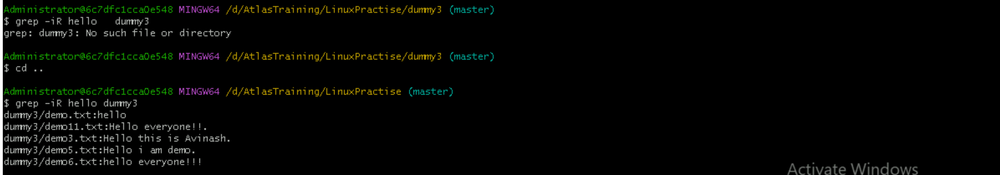 Administrator@6c7dfc1cca0e548 MINGW64 /d/AtlasTraining/LinuxPractise/dummy3 (master)
$ grep -iR hello   dummy3
grep: dummy3: No such file or directory
Administrator@6c7dfc1cca0e548 MINGW64 /d/AtlasTraining/LinuxPractise/dummy3 (master)
$ cd ..
Administrator@6c7dfc1cca0e548 MINGW64 /d/AtlasTraining/LinuxPractise (master)
$ grep -iR hello dummy3
dummy3/demo.txt:hello
dummy3/demo11.txt:Hello everyone!!.
dummy3/demo3.txt:Hello this is Avinash.
dummy3/demo5.txt:Hello i am demo.
dummy3/demo6.txt:hello everyone!!!
Activate Windows